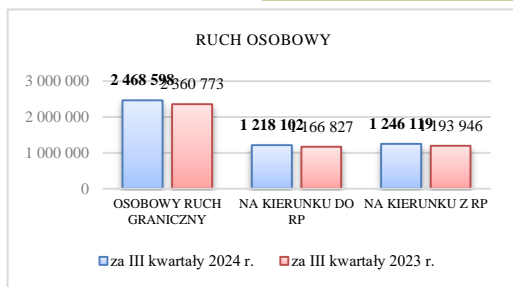 RUCH OSOBOWY
3 000 000
2 000 000
1 000 000
0
2 468 598
2 360 773
1 218 102
1 166 827
1 246 119
1 193 946
OSOBOWY RUCH
GRANICZNY
NA KIERUNKU DO
RP
NA KIERUNKU Z RP
za III kwartały 2024 r.
za III kwartały 2023 r.